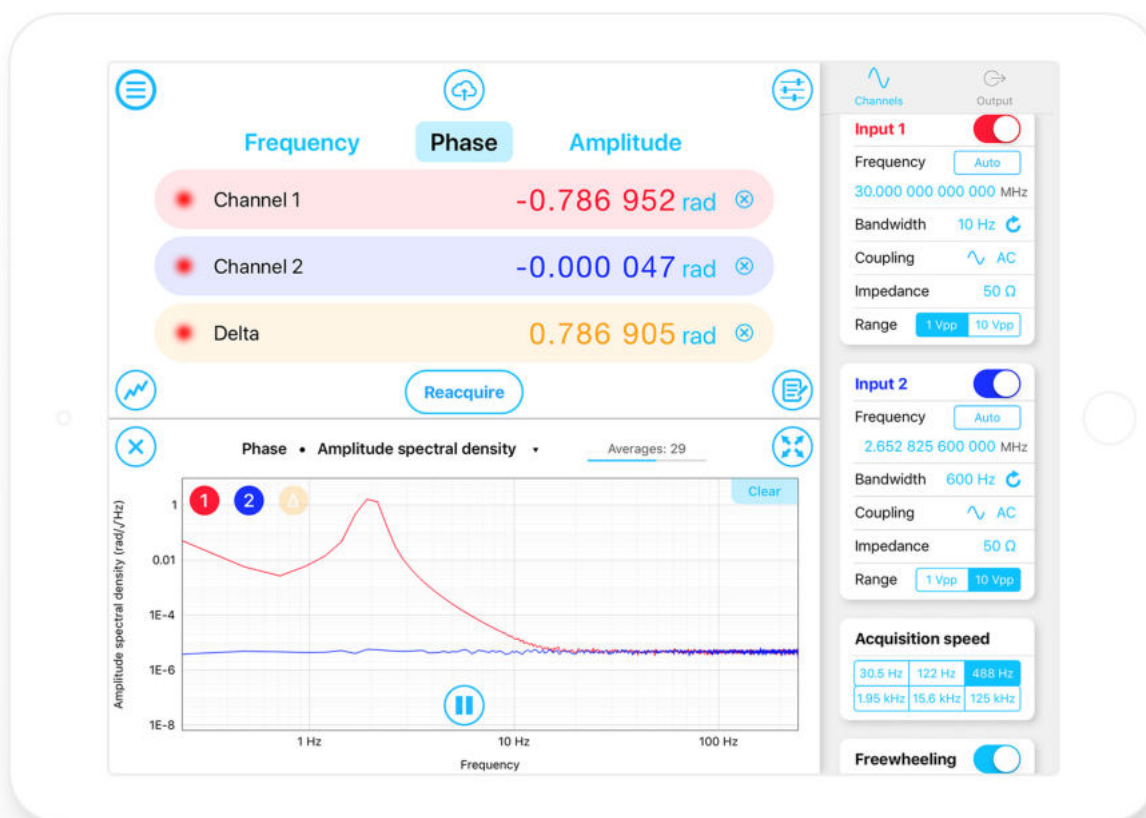 Frequency Phase Amplitude
Channel 1 -0.786 952 rad
Channel 2 -0.000 047 rad
Delta 0.786 905 rad
Reacquire
Phase • Amplitude spectral density ▾ Averages: 29
1 2 Δ Clear
Amplitude spectral density (rad/√Hz)
1
0.01
1E-4
1E-6
1E-8
1 Hz 10 Hz 100 Hz
Frequency
Channels Output
Input 1
Frequency Auto
30.000 000 000 000 MHz
Bandwidth 10 Hz
Coupling AC
Impedance 50 Ω
Range 1 Vpp 10 Vpp
Input 2
Frequency Auto
2.652 825 600 000 MHz
Bandwidth 600 Hz
Coupling AC
Impedance 50 Ω
Range 1 Vpp 10 Vpp
Acquisition speed
30.5 Hz 122 Hz 488 Hz
1.95 kHz 15.6 kHz 125 kHz
Freewheeling